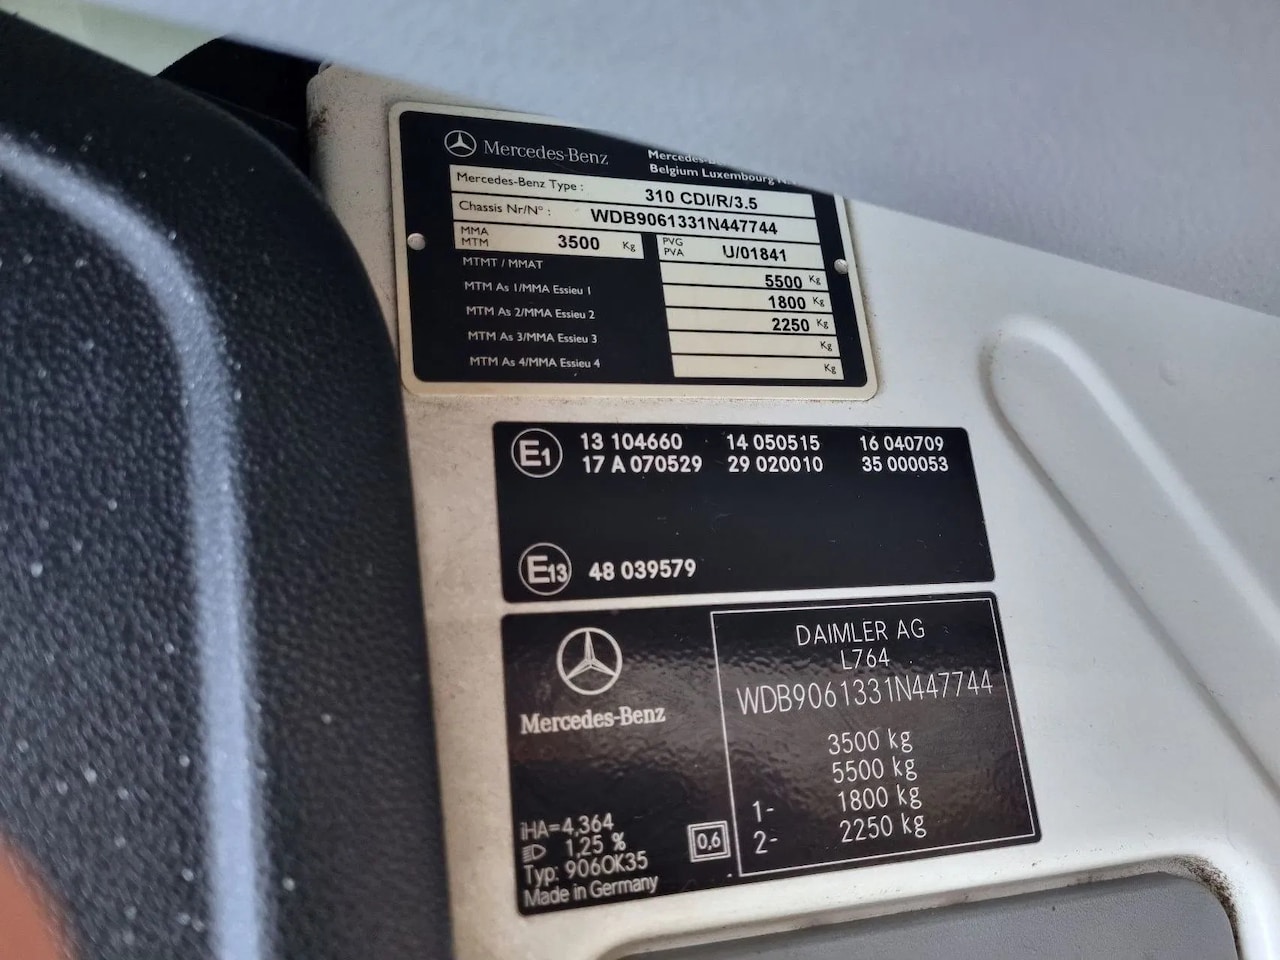 Mercedes-Benz
Belgium Luxembourg
Mercedes-Benz Type : 310 CDI/R/3.5
Chassis Nr/N° : WDB9061331N447744
MMA
MTM 3500 Kg
PVG
PVA U/01841
MTMT / MMAT 5500 Kg
MTM As 1/MMA Essieu 1 1800 Kg
MTM As 2/MMA Essieu 2 2250 Kg
MTM As 3/MMA Essieu 3 Kg
MTM As 4/MMA Essieu 4 Kg
E1 13 104660 14 050515 16 040709
17 A 070529 29 020010 35 000053
E13 48 039579
Mercedes-Benz
iHA=4,364
1,25 %
Typ: 906OK35
Made in Germany
0,6
DAIMLER AG
L764
WDB9061331N447744
3500 kg
5500 kg
1- 1800 kg
2- 2250 kg